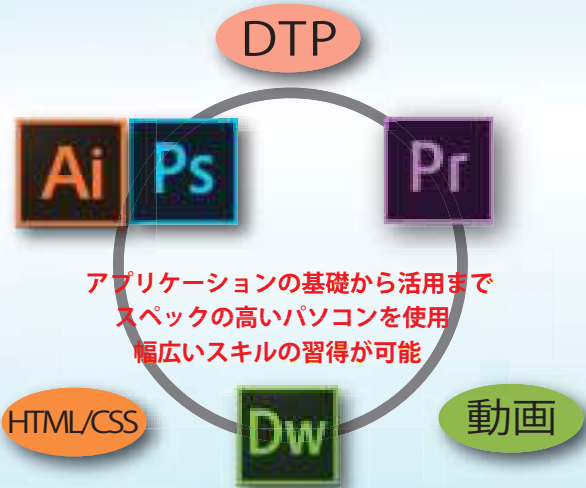 DTP
Ai Ps
Pr
アプリケーションの基礎から活用まで
スペックの高いパソコンを使用
幅広いスキルの習得が可能
HTML/CSS
Dw
動画